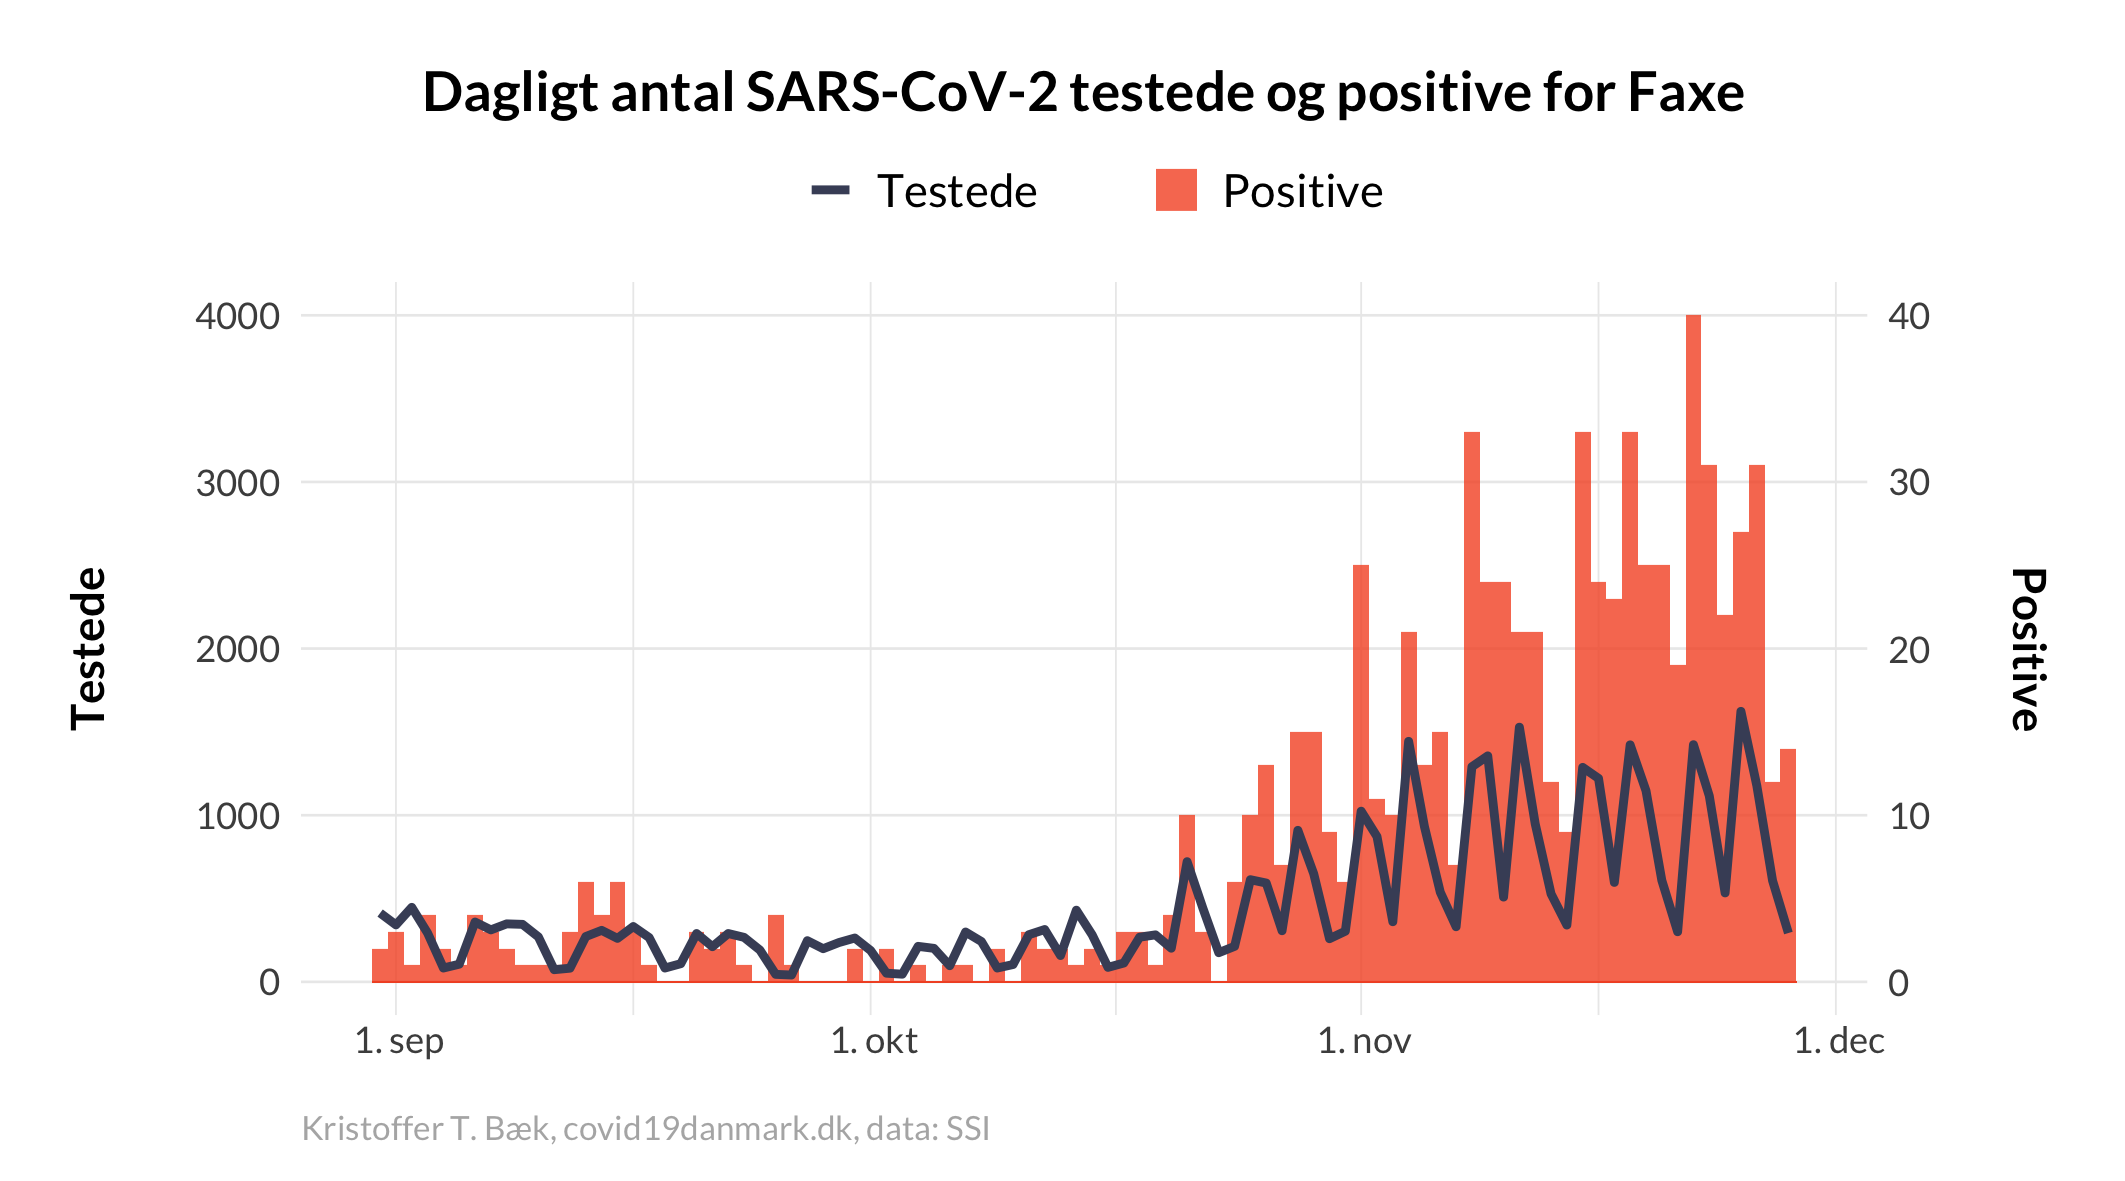 Dagligt antal SARS-CoV-2 testede og positive for Faxe
Testede Positive
4000 40
3000 30
2000 20
1000 10
0 0
Testede
Positive
1. sep 1. okt 1. nov 1. dec
Kristoffer T. Bæk, covid19danmark.dk, data: SSI